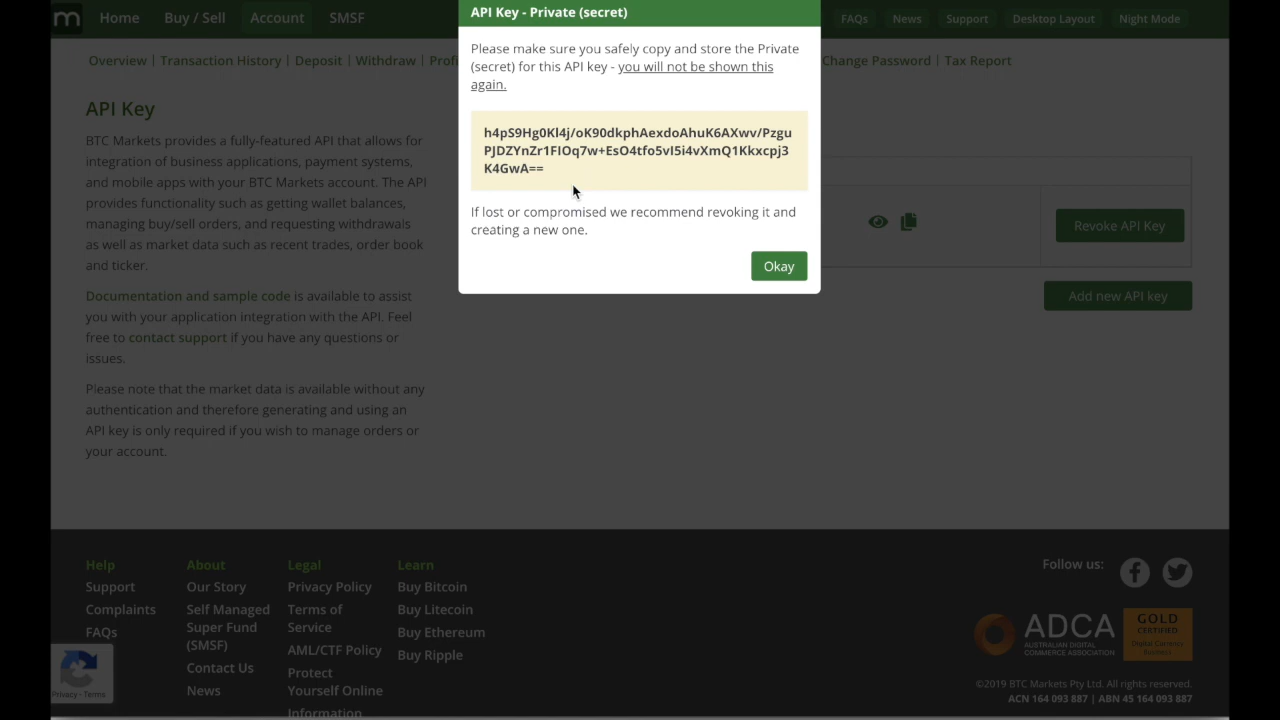 m
Home
Buy / Sell
Account
SMSF
FAQs
News
Support
Desktop Layout
Night Mode
Overview | Transaction History | Deposit | Withdraw |
Change Password | Tax Report
API Key - Private (secret)
Please make sure you safely copy and store the Private
(secret) for this API key - you will not be shown this
again.
h4pS9Hg0Kl4j/oK90dkphAexdoAhuK6AXwv/Pzgu
PJDZYnZr1FIOq7w+EsO4tfo5vI5i4vXmQ1Kkxcpj3
K4GwA==
If lost or compromised we recommend revoking it and
creating a new one.
Okay
API Key
BTC Markets provides a fully-featured API that allows for
integration of business applications, payment systems,
and mobile apps with your BTC Markets account. The API
provides functionality such as getting wallet balances,
managing buy/sell orders, and requesting withdrawals
as well as market data such as recent trades, order book
and ticker.
Documentation and sample code is available to assist
you with your application integration with the API. Feel
free to contact support if you have any questions or
issues.
Please note that the market data is available without any
authentication and therefore generating and using an
API key is only required if you wish to manage orders or
your account.
Revoke API Key
Add new API key
Help
Support
Complaints
FAQs
About
Our Story
Self Managed
Super Fund
(SMSF)
Contact Us
News
Legal
Privacy Policy
Terms of
Service
AML/CTF Policy
Protect
Yourself Online
Information
Learn
Buy Bitcoin
Buy Litecoin
Buy Ethereum
Buy Ripple
Follow us:
ADCA
AUSTRALIAN DIGITAL
COMMERCE ASSOCIATION
GOLD
CERTIFIED
Digital Currency
Business
©2019 BTC Markets Pty Ltd. All rights reserved.
ACN 164 093 887 | ABN 45 164 093 887
Privacy - Terms